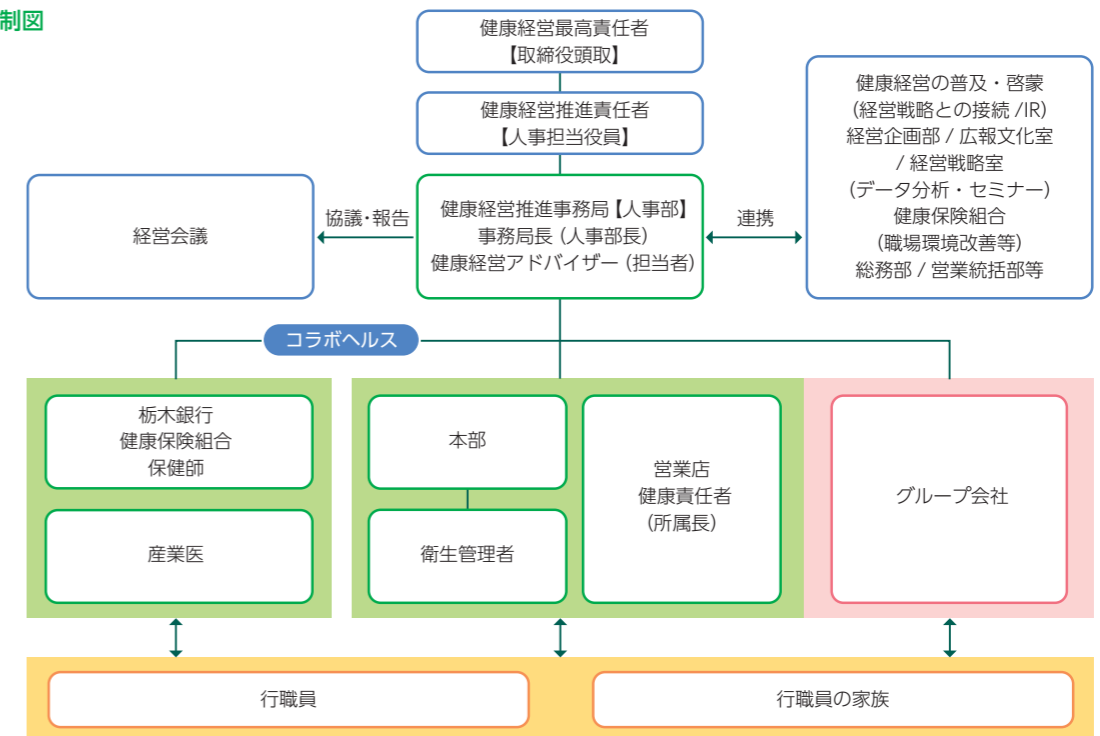 制図
健康経営最高責任者
【取締役頭取】
健康経営推進責任者
【人事担当役員】
健康経営の普及・啓蒙
(経営戦略との接続 /IR)
経営企画部 / 広報文化室
/ 経営戦略室
(データ分析・セミナー)
健康保険組合
(職場環境改善等)
総務部 / 営業統括部等
経営会議
協議・報告
健康経営推進事務局【人事部】
事務局長 (人事部長)
健康経営アドバイザー (担当者)
連携
コラボヘルス
栃木銀行
健康保険組合
保健師
産業医
本部
衛生管理者
営業店
健康責任者
(所属長)
グループ会社
行職員
行職員の家族